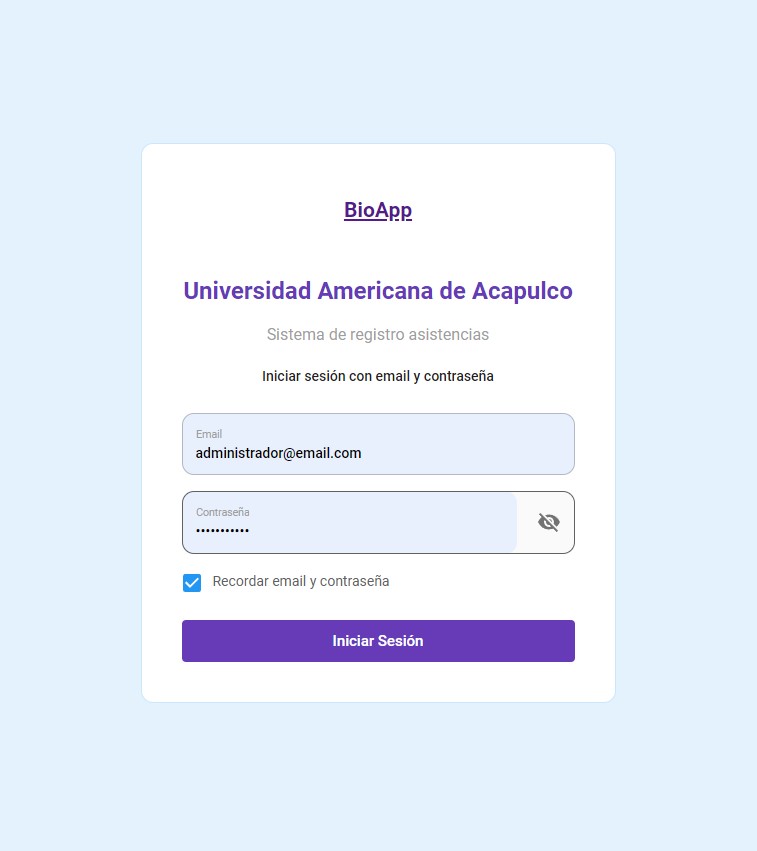 BioApp
Universidad Americana de Acapulco
Sistema de registro asistencias
Iniciar sesión con email y contraseña
Email
administrador@email.com
Contraseña
•••••••••••
Recordar email y contraseña
Iniciar Sesión